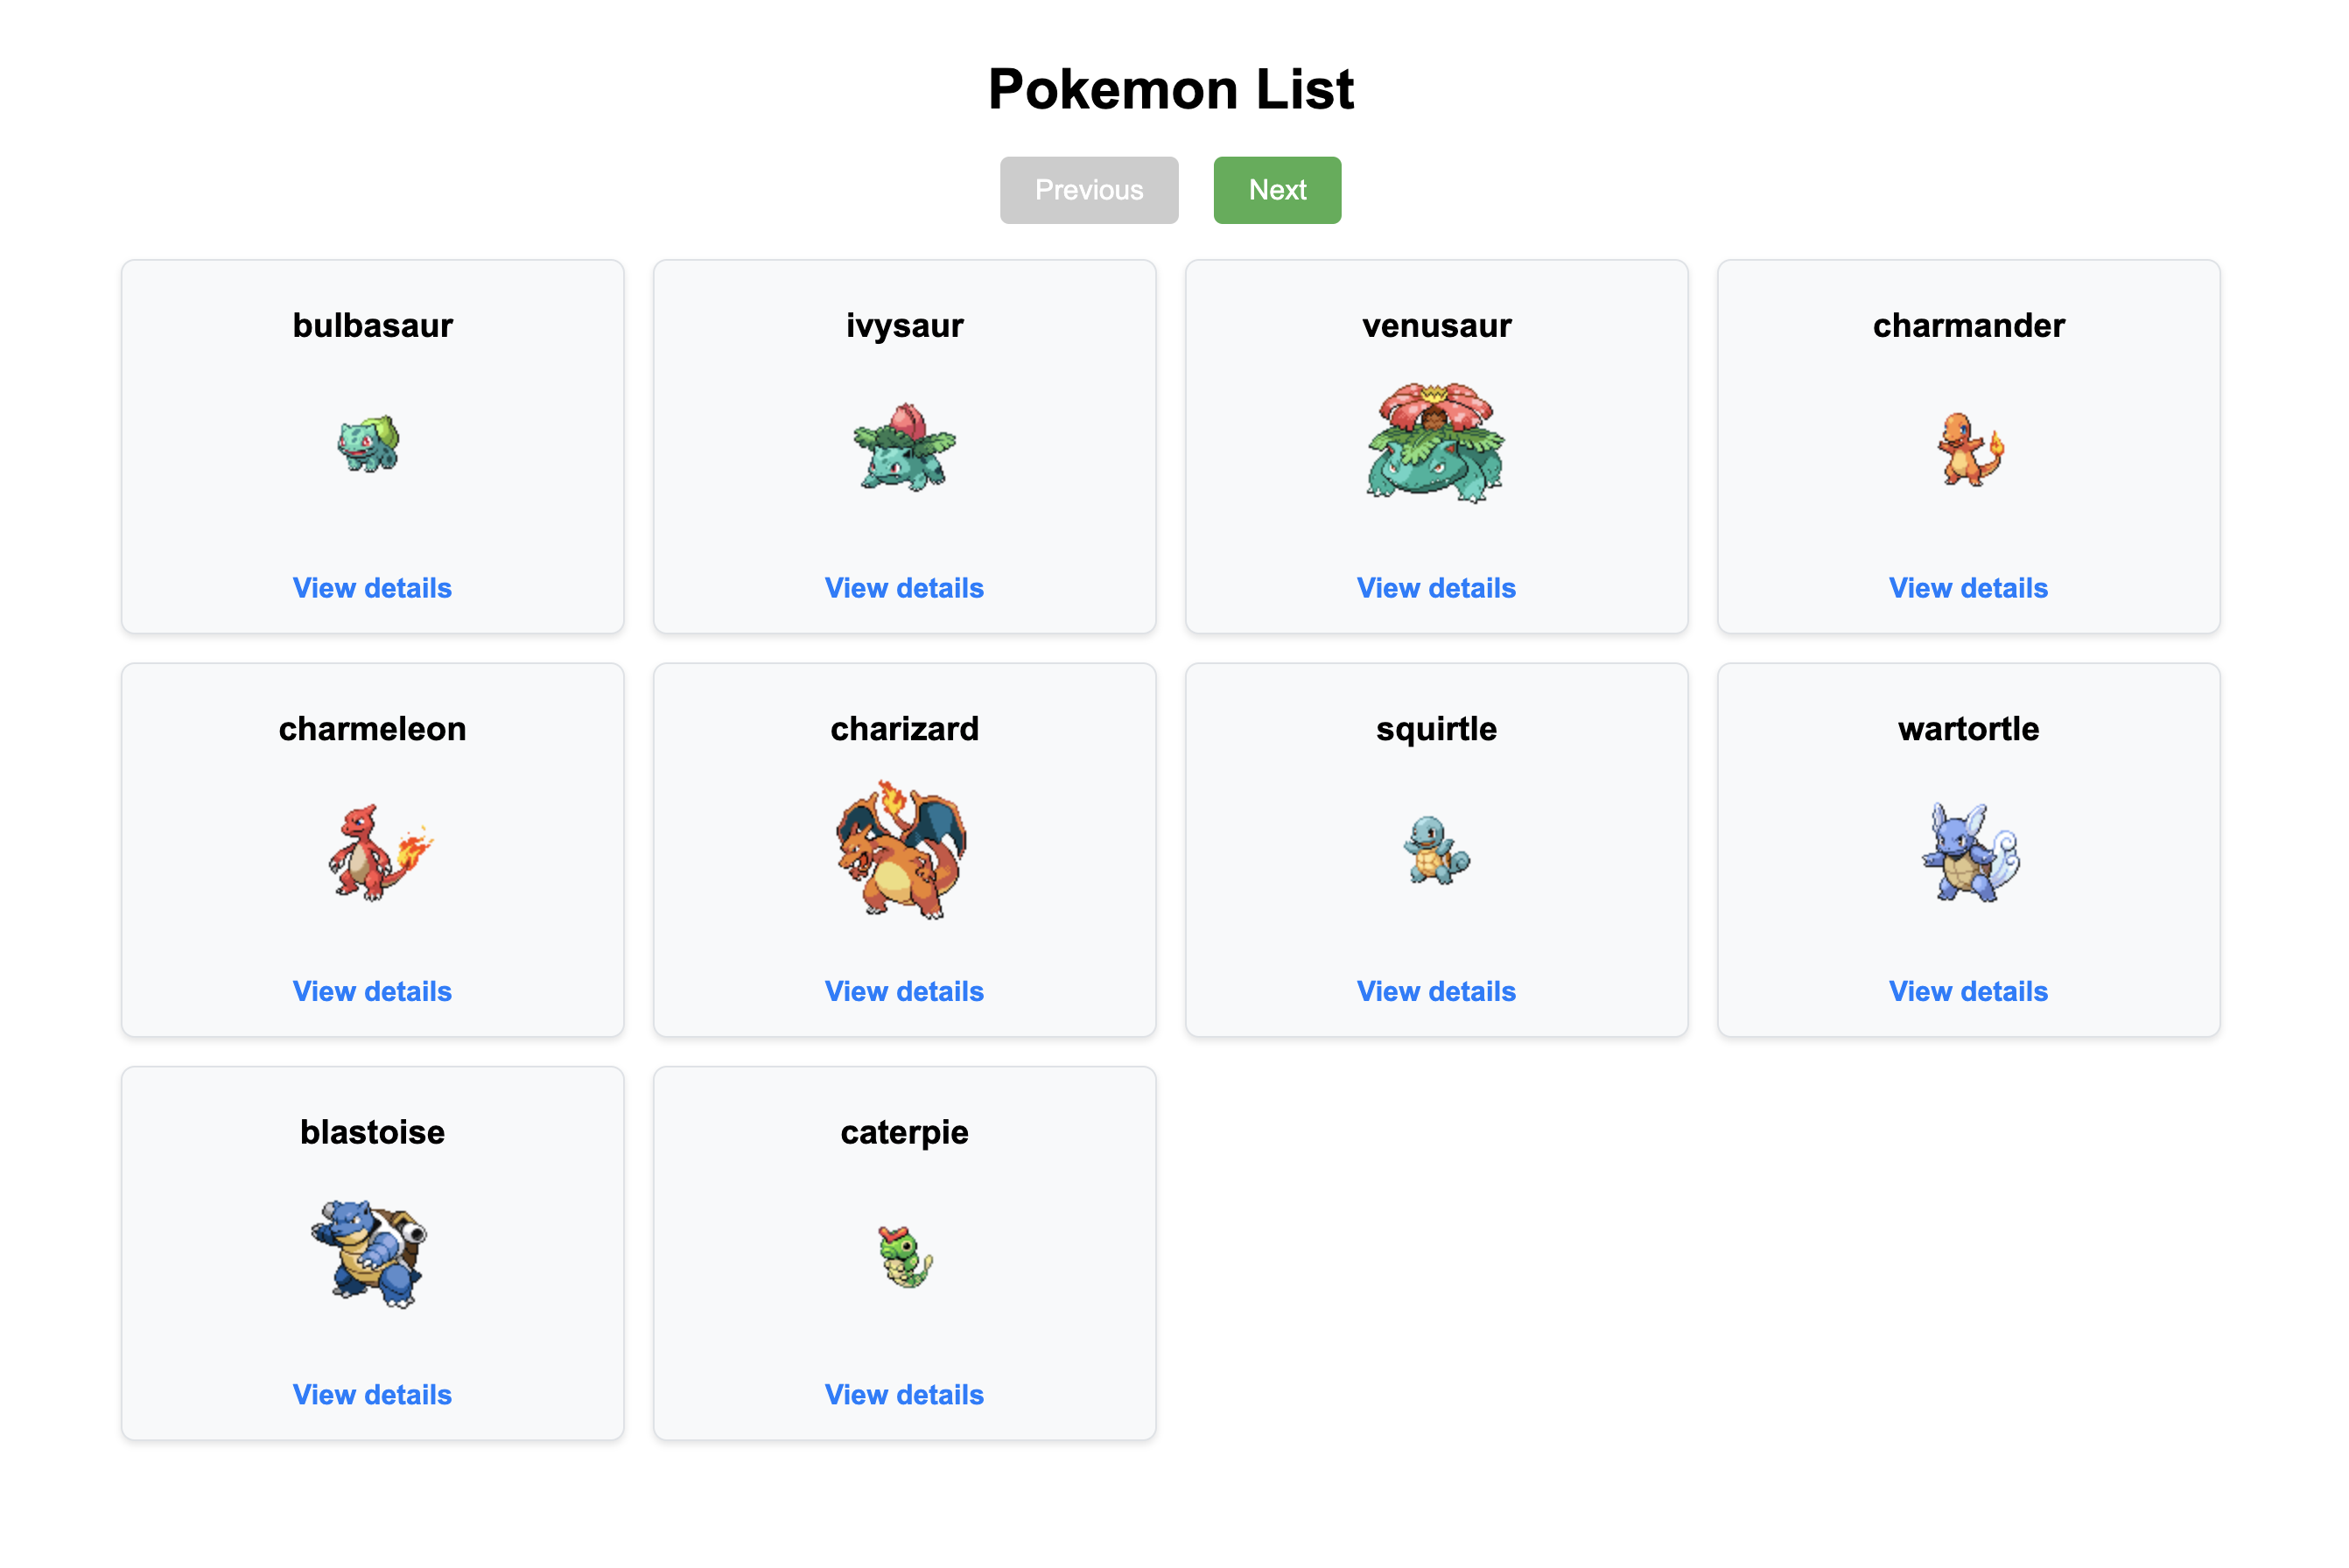 Pokemon List
Previous Next
bulbasaur ivysaur venusaur charmander
View details View details View details View details
charmeleon charizard squirtle wartortle
View details View details View details View details
blastoise caterpie
View details View details